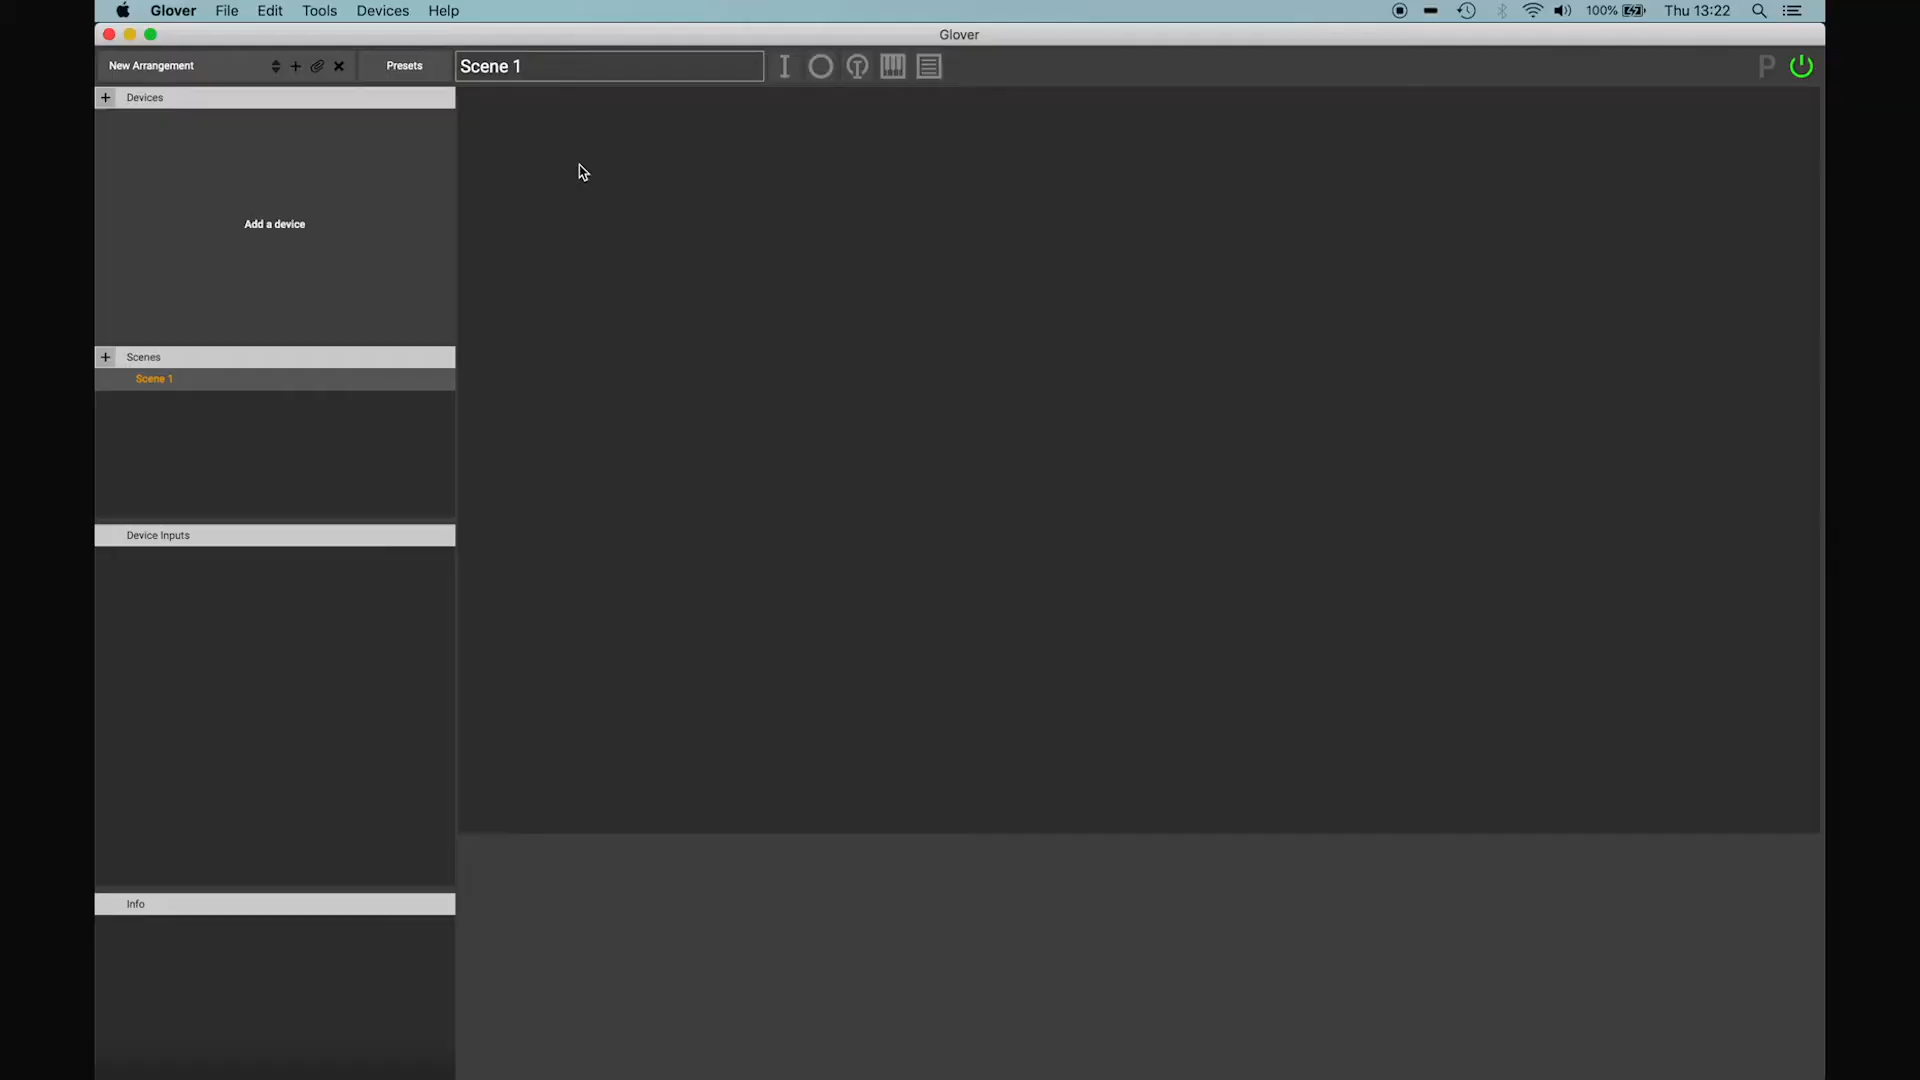 Glover File Edit Tools Devices Help 100% Thu 13:22
Glover
New Arrangement Presets Scene 1 P
Devices
Add a device
Scenes
Scene 1
Device Inputs
Info